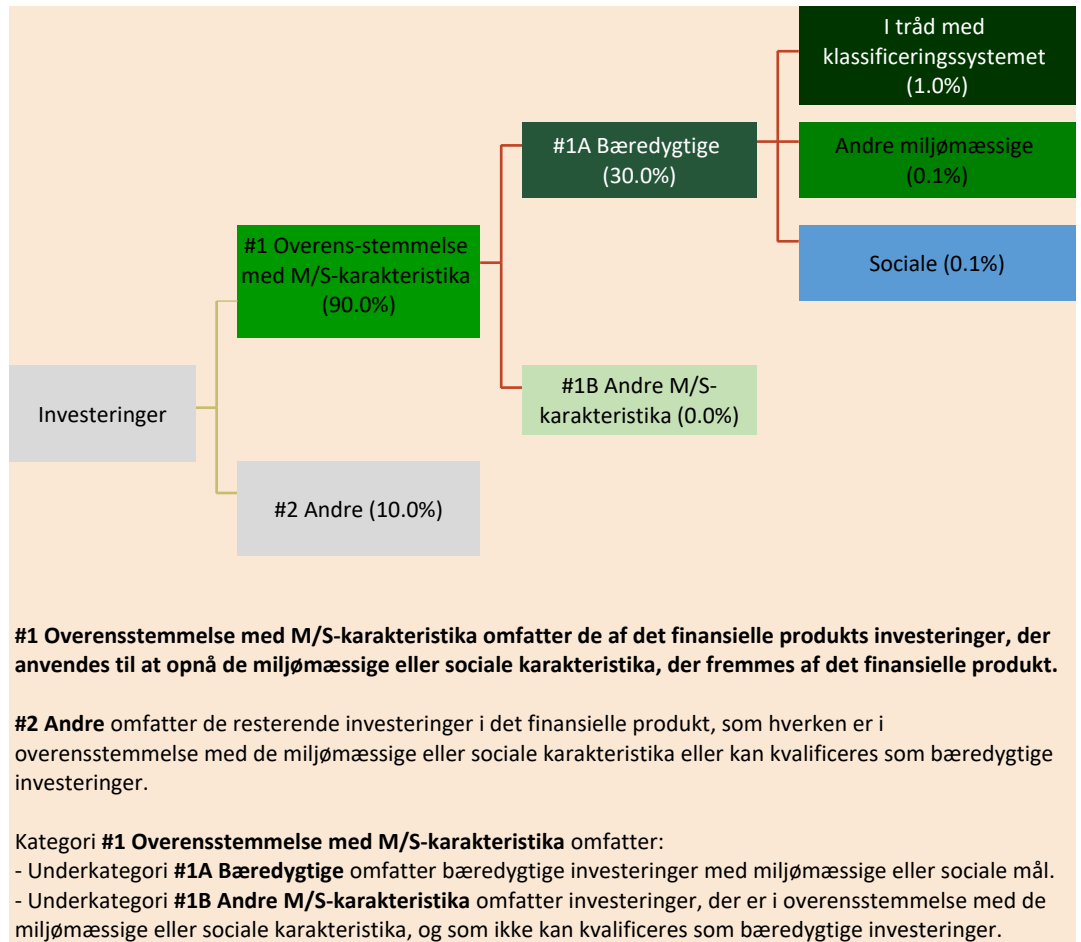 I tråd med
klassificeringssystemet
(1.0%)
#1A Bæredygtige
(30.0%)
Andre miljømæssige
(0.1%)
#1 Overens-stemmelse
med M/S-karakteristika
(90.0%)
Sociale (0.1%)
Investeringer
#1B Andre M/S-
karakteristika (0.0%)
#2 Andre (10.0%)
#1 Overensstemmelse med M/S-karakteristika omfatter de af det finansielle produkts investeringer, der
anvendes til at opnå de miljømæssige eller sociale karakteristika, der fremmes af det finansielle produkt.
#2 Andre omfatter de resterende investeringer i det finansielle produkt, som hverken er i
overensstemmelse med de miljømæssige eller sociale karakteristika eller kan kvalificeres som bæredygtige
investeringer.
Kategori #1 Overensstemmelse med M/S-karakteristika omfatter:
- Underkategori #1A Bæredygtige omfatter bæredygtige investeringer med miljømæssige eller sociale mål.
- Underkategori #1B Andre M/S-karakteristika omfatter investeringer, der er i overensstemmelse med de
miljømæssige eller sociale karakteristika, og som ikke kan kvalificeres som bæredygtige investeringer.